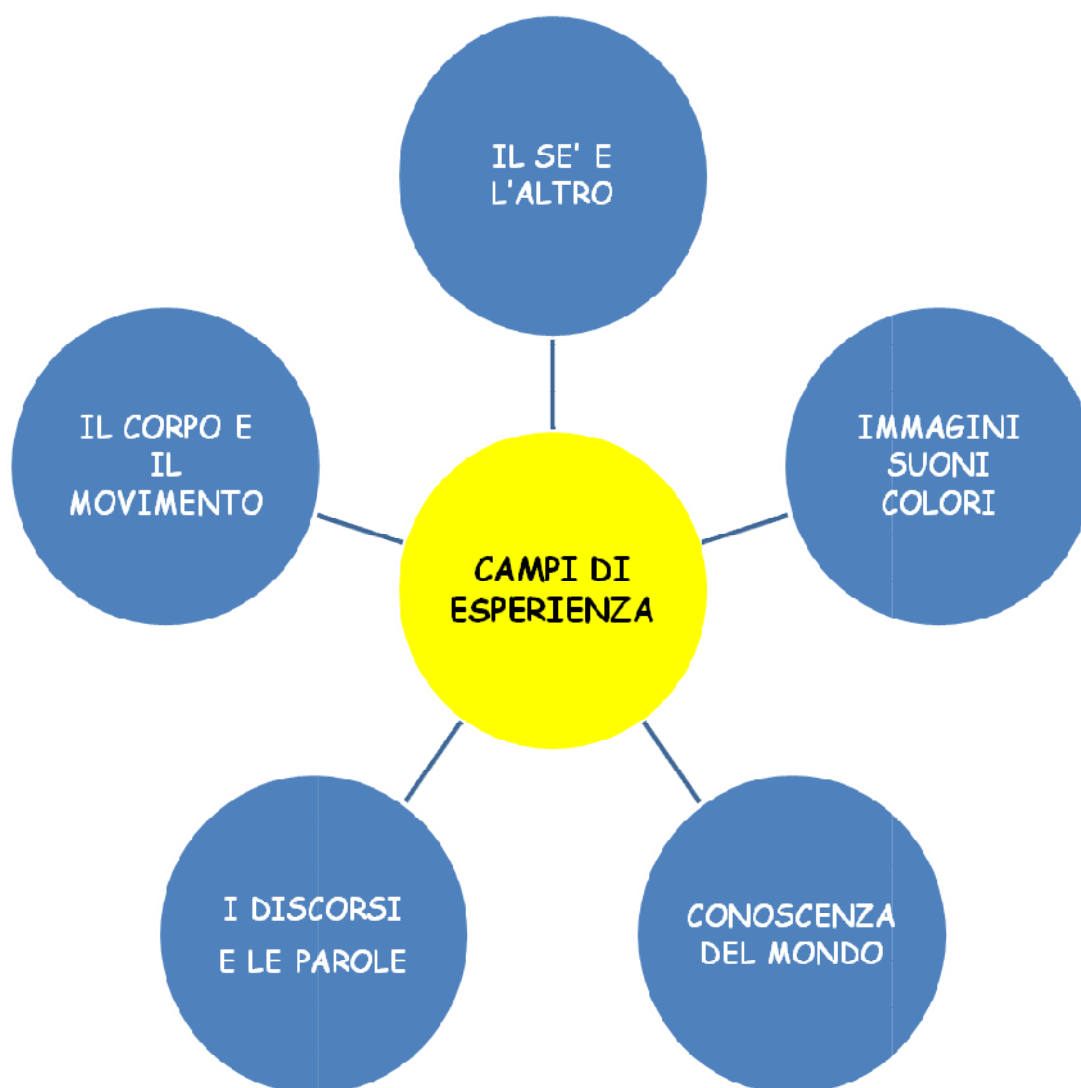 IL SE' E
L'ALTRO
IL CORPO E
IL
MOVIMENTO
IMMAGINI
SUONI
COLORI
CAMPI DI
ESPERIENZA
I DISCORSI
E LE PAROLE
CONOSCENZA
DEL MONDO